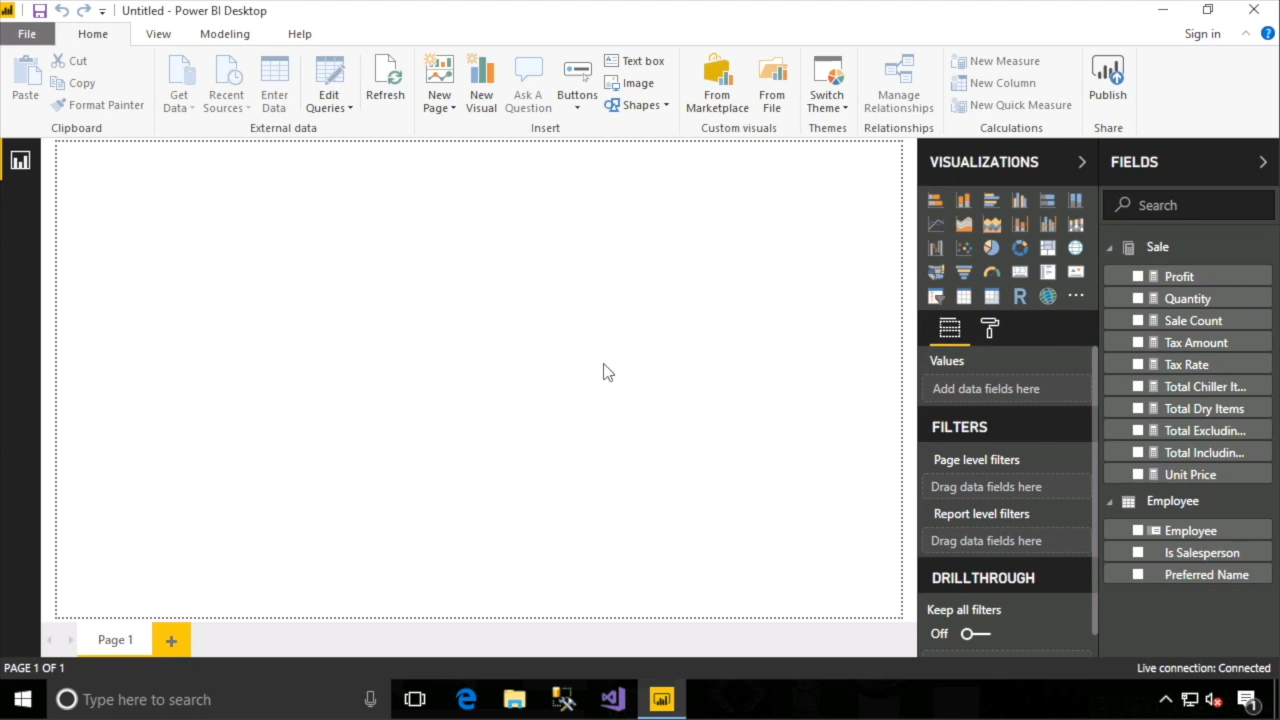 Untitled - Power BI Desktop
File Home View Modeling Help Sign in
Paste
Cut
Copy
Format Painter
Clipboard
Get Data
Recent Sources
Enter Data
External data
Edit Queries
Refresh
New Page
New Visual
Ask A Question
Buttons
Text box
Image
Shapes
Insert
From Marketplace
From File
Custom visuals
Switch Theme
Themes
Manage Relationships
Relationships
New Measure
New Column
New Quick Measure
Calculations
Publish
Share
VISUALIZATIONS
R
Values
Add data fields here
FILTERS
Page level filters
Drag data fields here
Report level filters
Drag data fields here
DRILLTHROUGH
Keep all filters
Off
FIELDS
Search
Sale
Profit
Quantity
Sale Count
Tax Amount
Tax Rate
Total Chiller It...
Total Dry Items
Total Excludin...
Total Includin...
Unit Price
Employee
Employee
Is Salesperson
Preferred Name
Page 1
PAGE 1 OF 1
Live connection: Connected
Type here to search
1